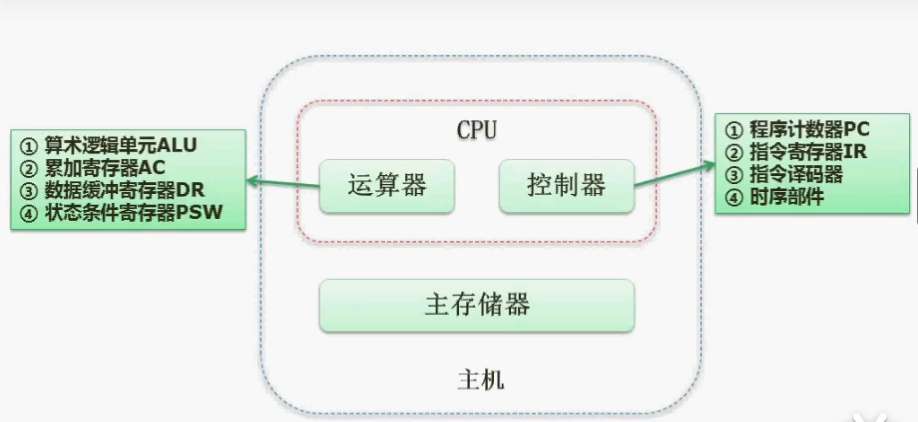 CPU
① 算术逻辑单元ALU
② 累加寄存器AC
③ 数据缓冲寄存器DR
④ 状态条件寄存器PSW
运算器
控制器
① 程序计数器PC
② 指令寄存器IR
③ 指令译码器
④ 时序部件
主存储器
主机